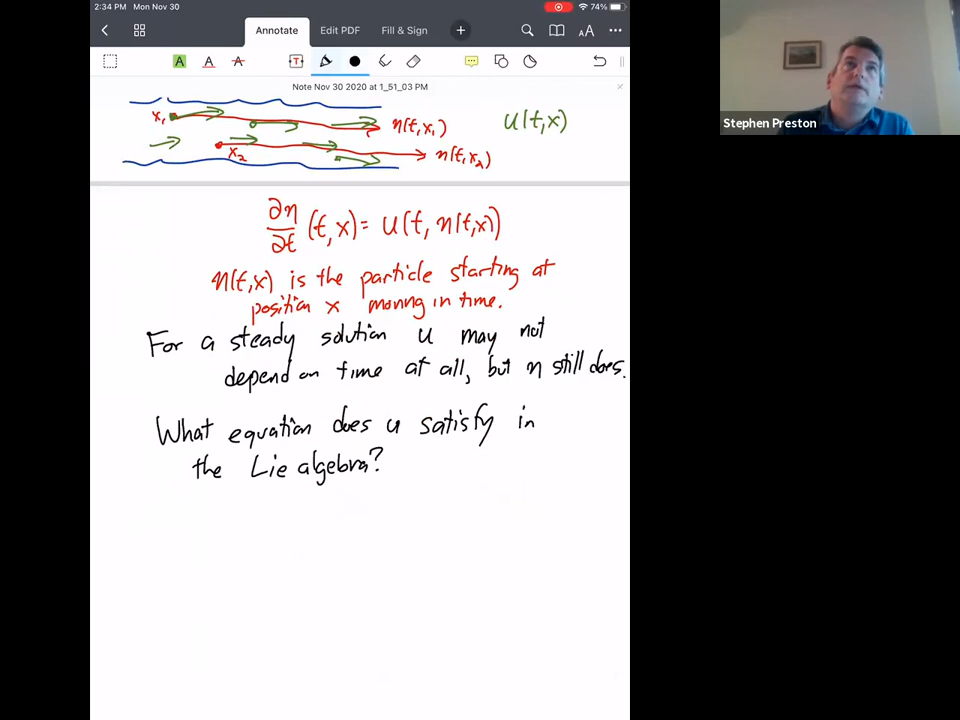 2:34 PM Mon Nov 30
74%
Annotate
Edit PDF
Fill & Sign
Note Nov 30 2020 at 1_51_03 PM
Stephen Preston
x₁
η(t,x₁)
u(t,x)
x₂
η(t,x₂)
∂η/∂t (t,x) = u(t, η(t,x))
η(t,x) is the particle starting at
position x moving in time.
For a steady solution u may not
depend on time at all, but η still does.
What equation does u satisfy in
the Lie algebra?